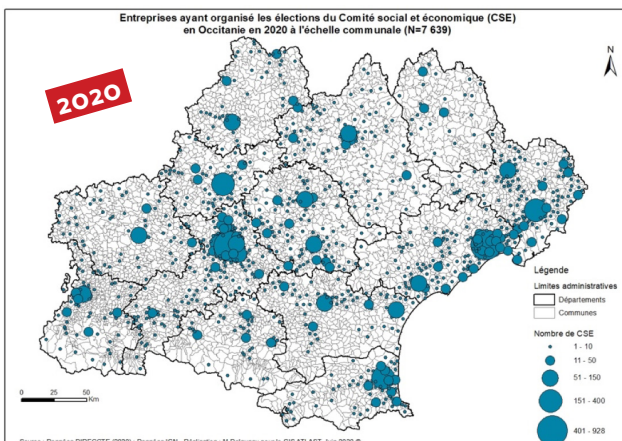 Entreprises ayant organisé les élections du Comité social et économique (CSE)
en Occitanie en 2020 à l'échelle communale (N=7 639)
2020
N
Légende
Limites administratives
Départements
Communes
Nombre de CSE
1 - 10
11 - 50
51 - 150
151 - 400
401 - 928
0 25 50
Km